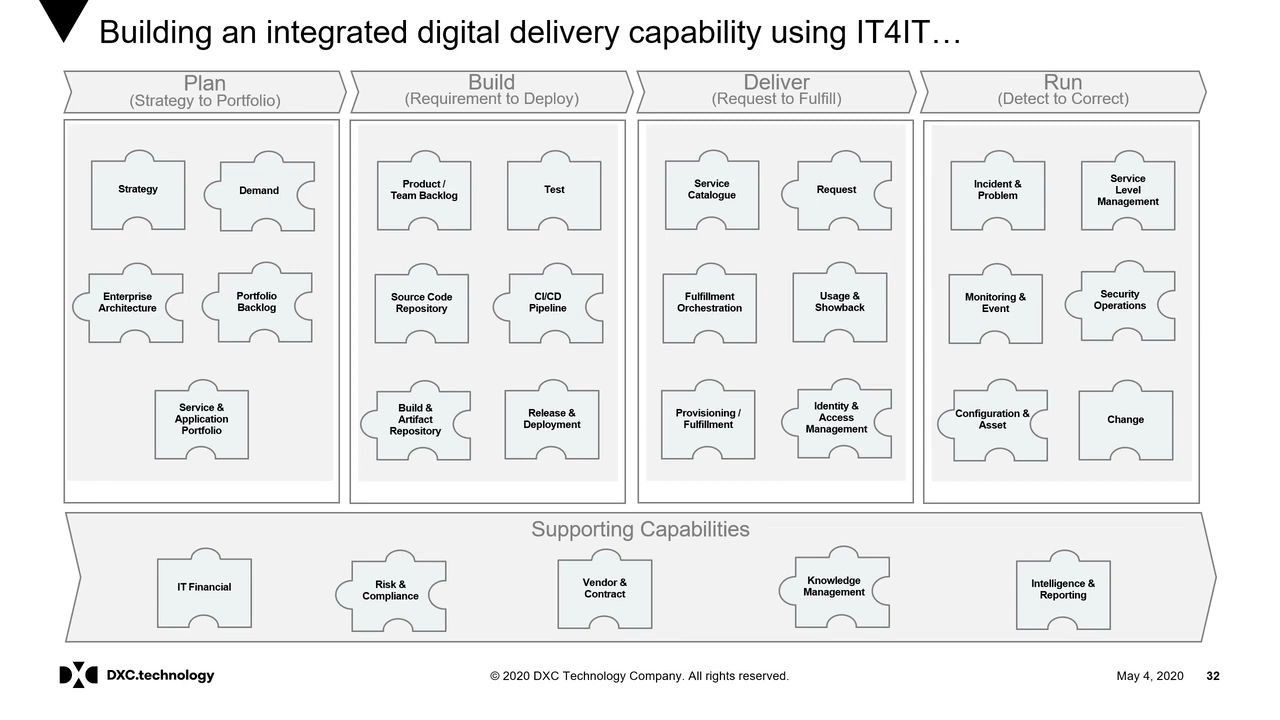 Building an integrated digital delivery capability using IT4IT…
Plan
(Strategy to Portfolio)
Build
(Requirement to Deploy)
Deliver
(Request to Fulfill)
Run
(Detect to Correct)
Strategy
Demand
Enterprise
Architecture
Portfolio
Backlog
Service &
Application
Portfolio
Product /
Team Backlog
Test
Source Code
Repository
CI/CD
Pipeline
Build &
Artifact
Repository
Release &
Deployment
Service
Catalogue
Request
Fulfillment
Orchestration
Usage &
Showback
Provisioning /
Fulfillment
Identity &
Access
Management
Incident &
Problem
Service
Level
Management
Monitoring &
Event
Security
Operations
Configuration &
Asset
Change
Supporting Capabilities
IT Financial
Risk &
Compliance
Vendor &
Contract
Knowledge
Management
Intelligence &
Reporting
DXC.technology
© 2020 DXC Technology Company. All rights reserved.
May 4, 2020
32